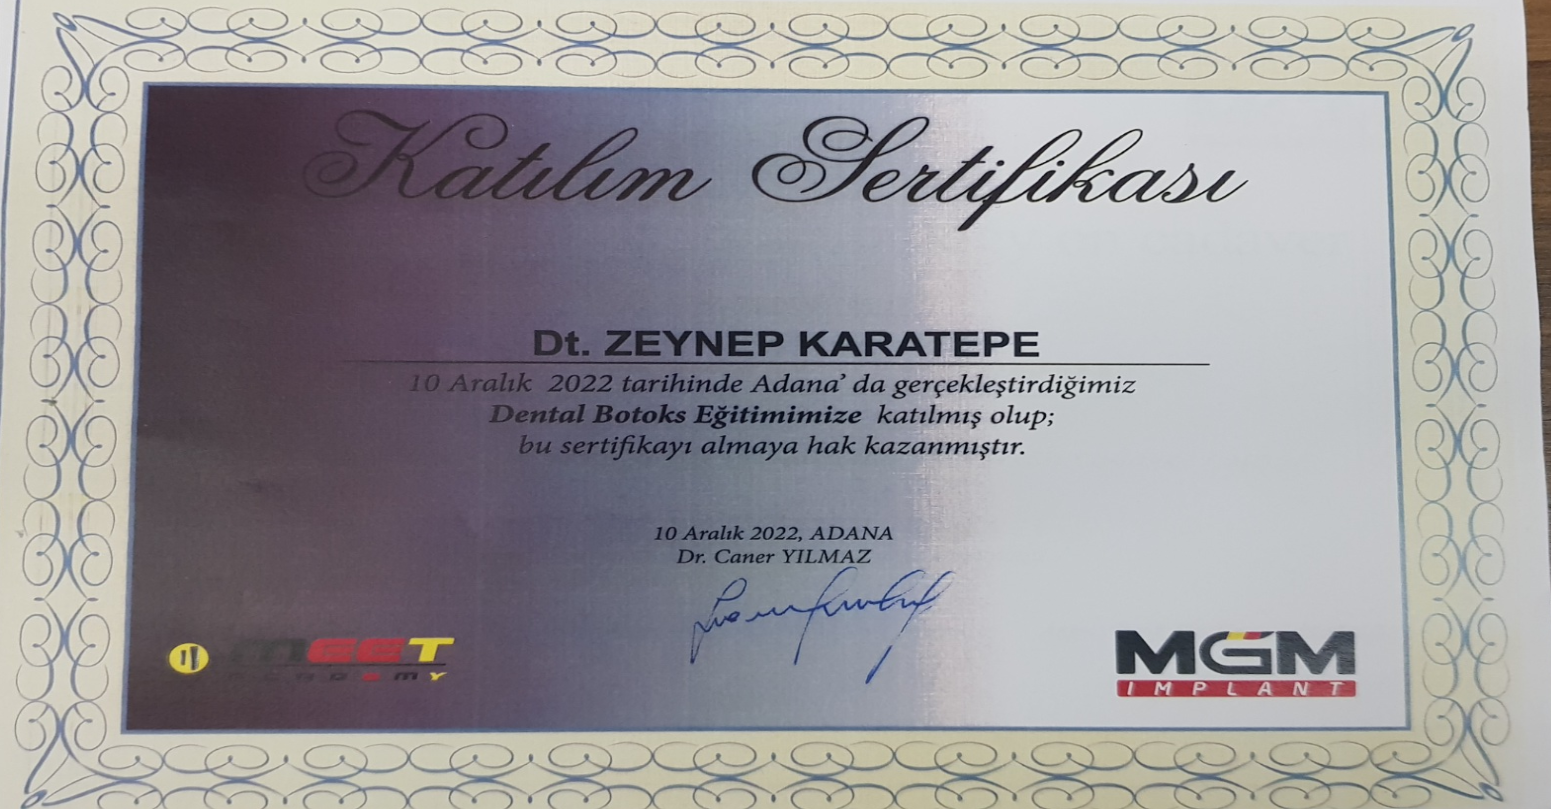 Katılım Sertifikası
Dt. ZEYNEP KARATEPE
10 Aralık 2022 tarihinde Adana' da gerçekleştirdiğimiz
Dental Botoks Eğitimimize katılmış olup;
bu sertifikayı almaya hak kazanmıştır.
10 Aralık 2022, ADANA
Dr. Caner YILMAZ
MEET
MGM
IMPLANT